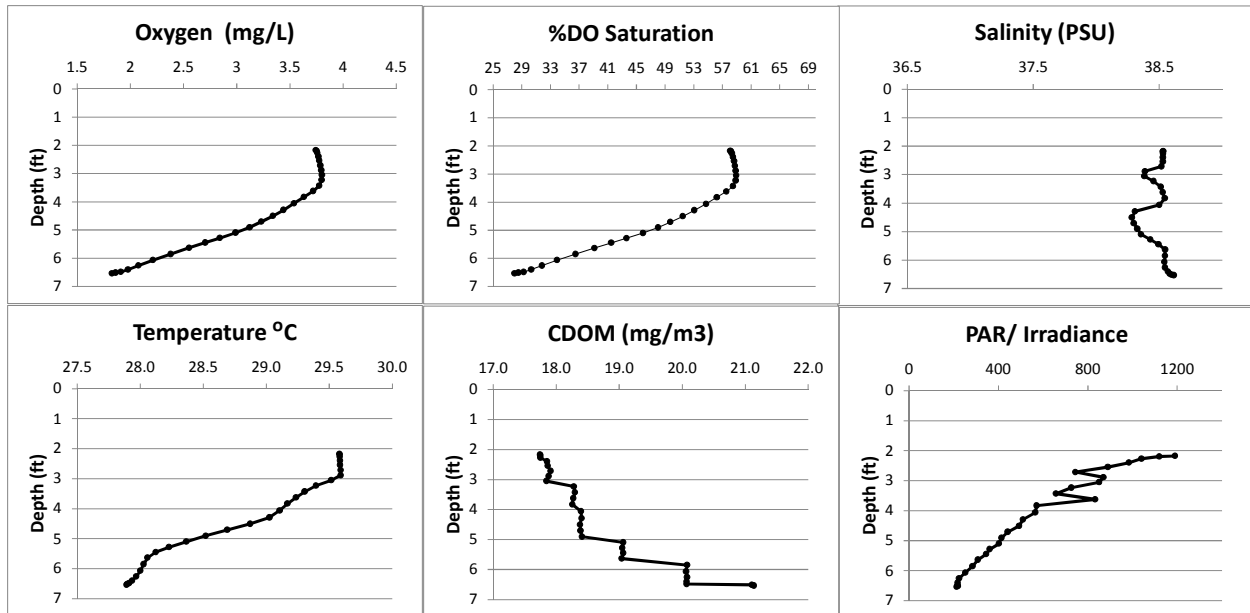 Oxygen (mg/L)
1.5 2 2.5 3 3.5 4 4.5
0
1
2
3
4
5
6
7
Depth (ft)
%DO Saturation
25 29 33 37 41 45 49 53 57 61 65 69
0
1
2
3
4
5
6
7
Depth (ft)
Salinity (PSU)
36.5 37.5 38.5
0
1
2
3
4
5
6
7
Depth (ft)
Temperature ⁰C
27.5 28.0 28.5 29.0 29.5 30.0
0
1
2
3
4
5
6
7
Depth (ft)
CDOM (mg/m3)
17.0 18.0 19.0 20.0 21.0 22.0
0
1
2
3
4
5
6
7
Depth (ft)
PAR/ Irradiance
0 400 800 1200
0
1
2
3
4
5
6
7
Depth (ft)